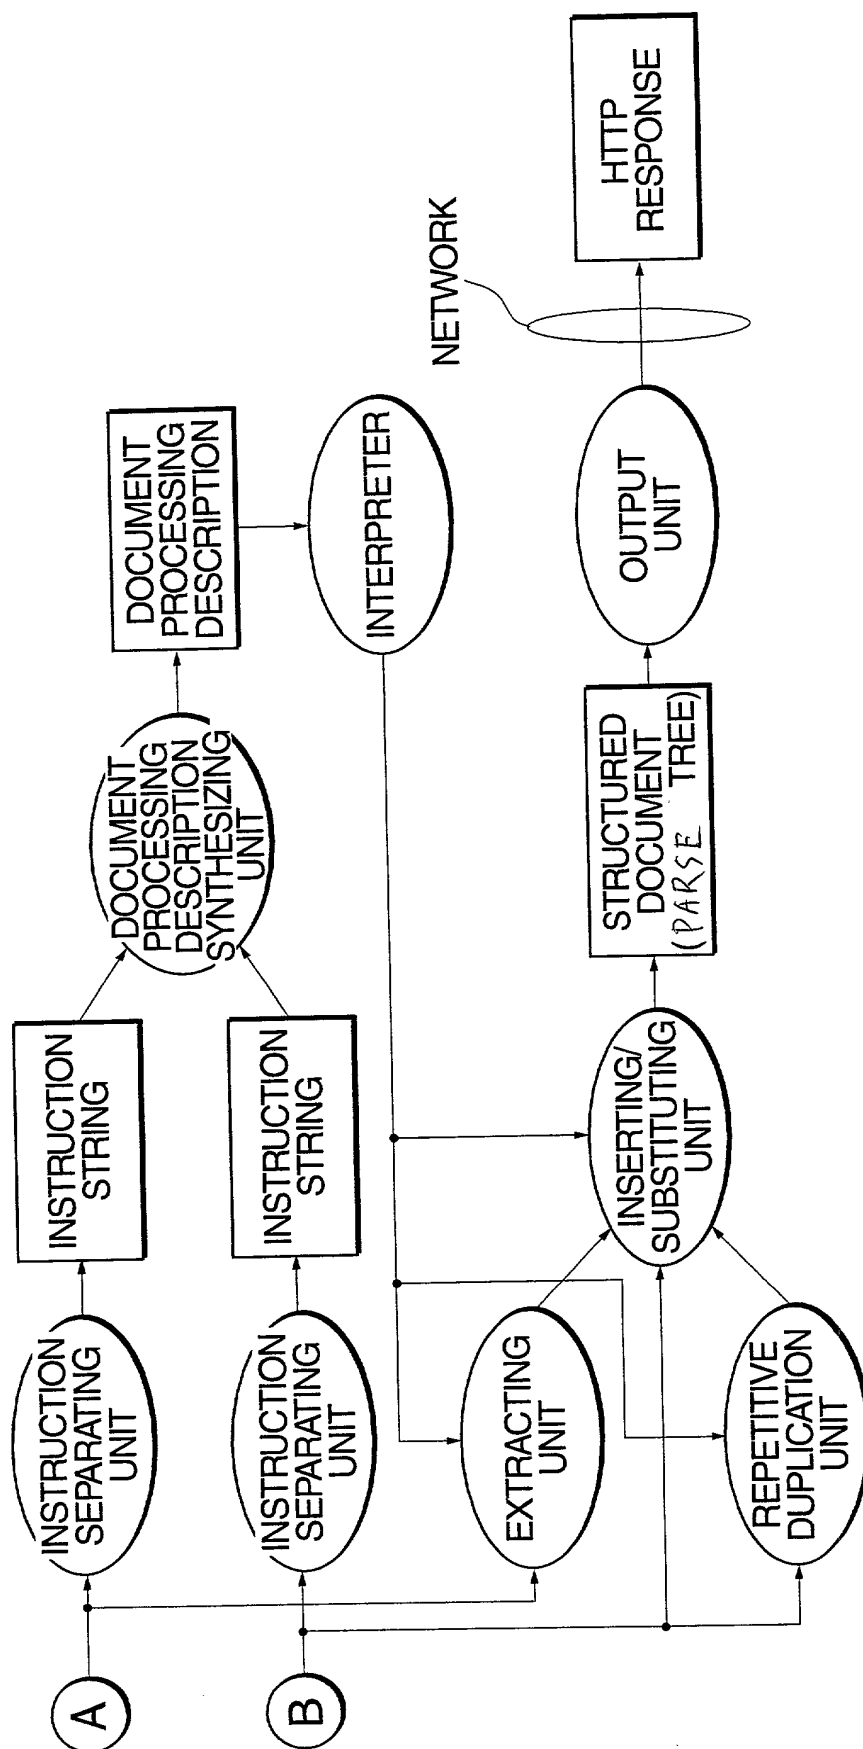 A
INSTRUCTION
SEPARATING
UNIT
INSTRUCTION
STRING
DOCUMENT
PROCESSING
DESCRIPTION
SYNTHESIZING
UNIT
DOCUMENT
PROCESSING
DESCRIPTION
B
INSTRUCTION
SEPARATING
UNIT
INSTRUCTION
STRING
INTERPRETER
NETWORK
EXTRACTING
UNIT
INSERTING/
SUBSTITUTING
UNIT
STRUCTURED
DOCUMENT
(PARSE TREE)
OUTPUT
UNIT
HTTP
RESPONSE
REPETITIVE
DUPLICATION
UNIT